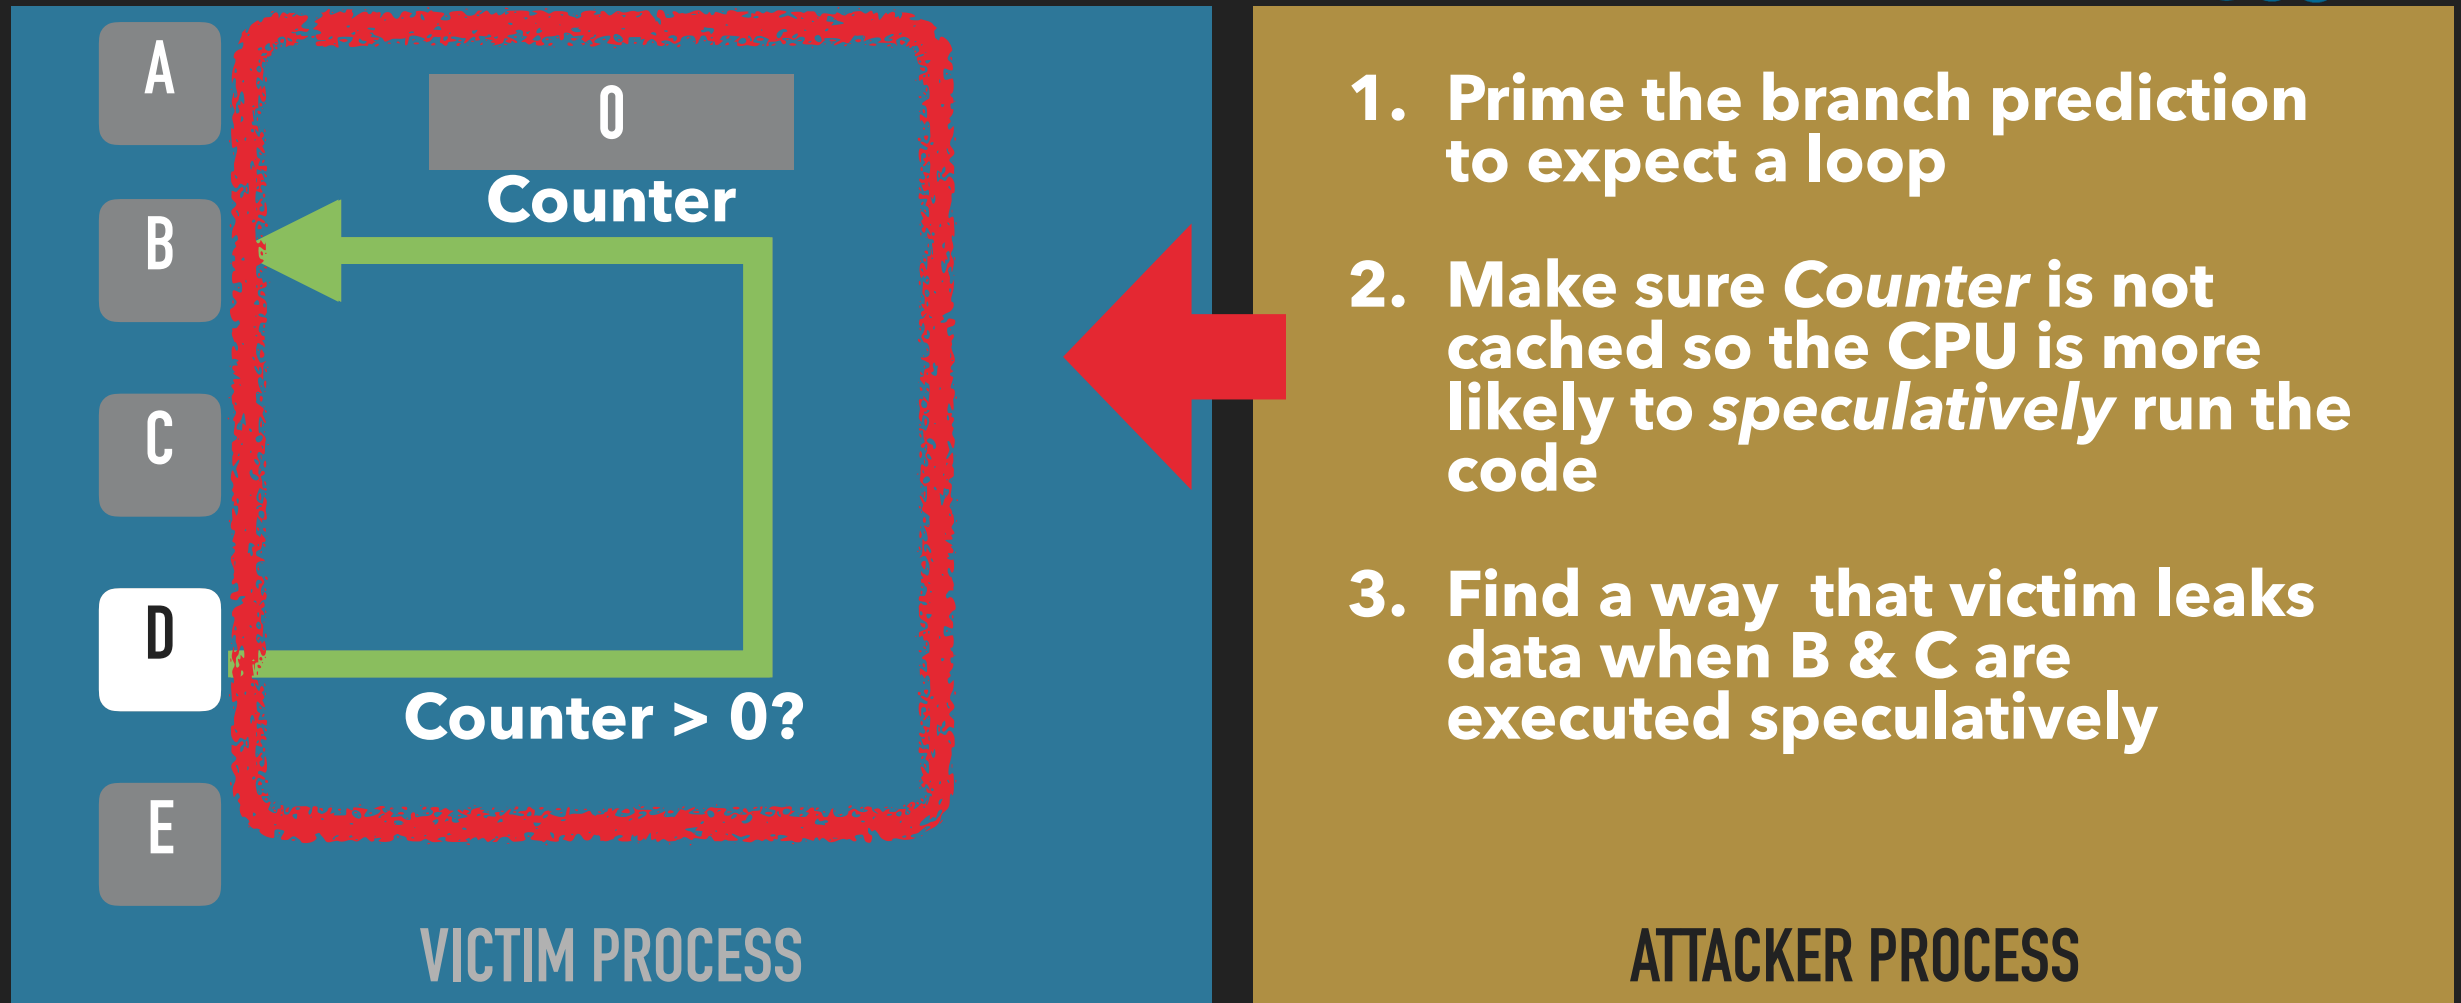 A
0
Counter
B
C
D
Counter > 0?
E
VICTIM PROCESS
1. Prime the branch prediction
to expect a loop
2. Make sure Counter is not
cached so the CPU is more
likely to speculatively run the
code
3. Find a way  that victim leaks
data when B & C are
executed speculatively
ATTACKER PROCESS